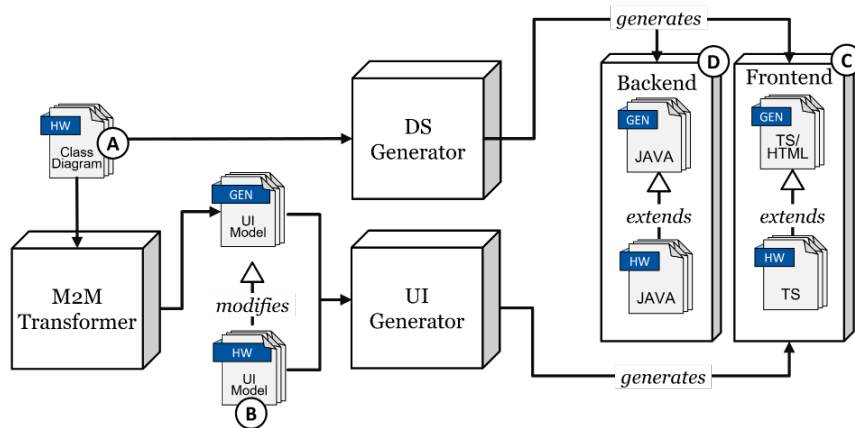 generates
D
C
Backend
Frontend
HW
Class
Diagram
A
DS
Generator
GEN
JAVA
GEN
TS/
HTML
GEN
UI
Model
extends
extends
M2M
Transformer
modifies
UI
Generator
HW
JAVA
HW
TS
HW
UI
Model
B
generates